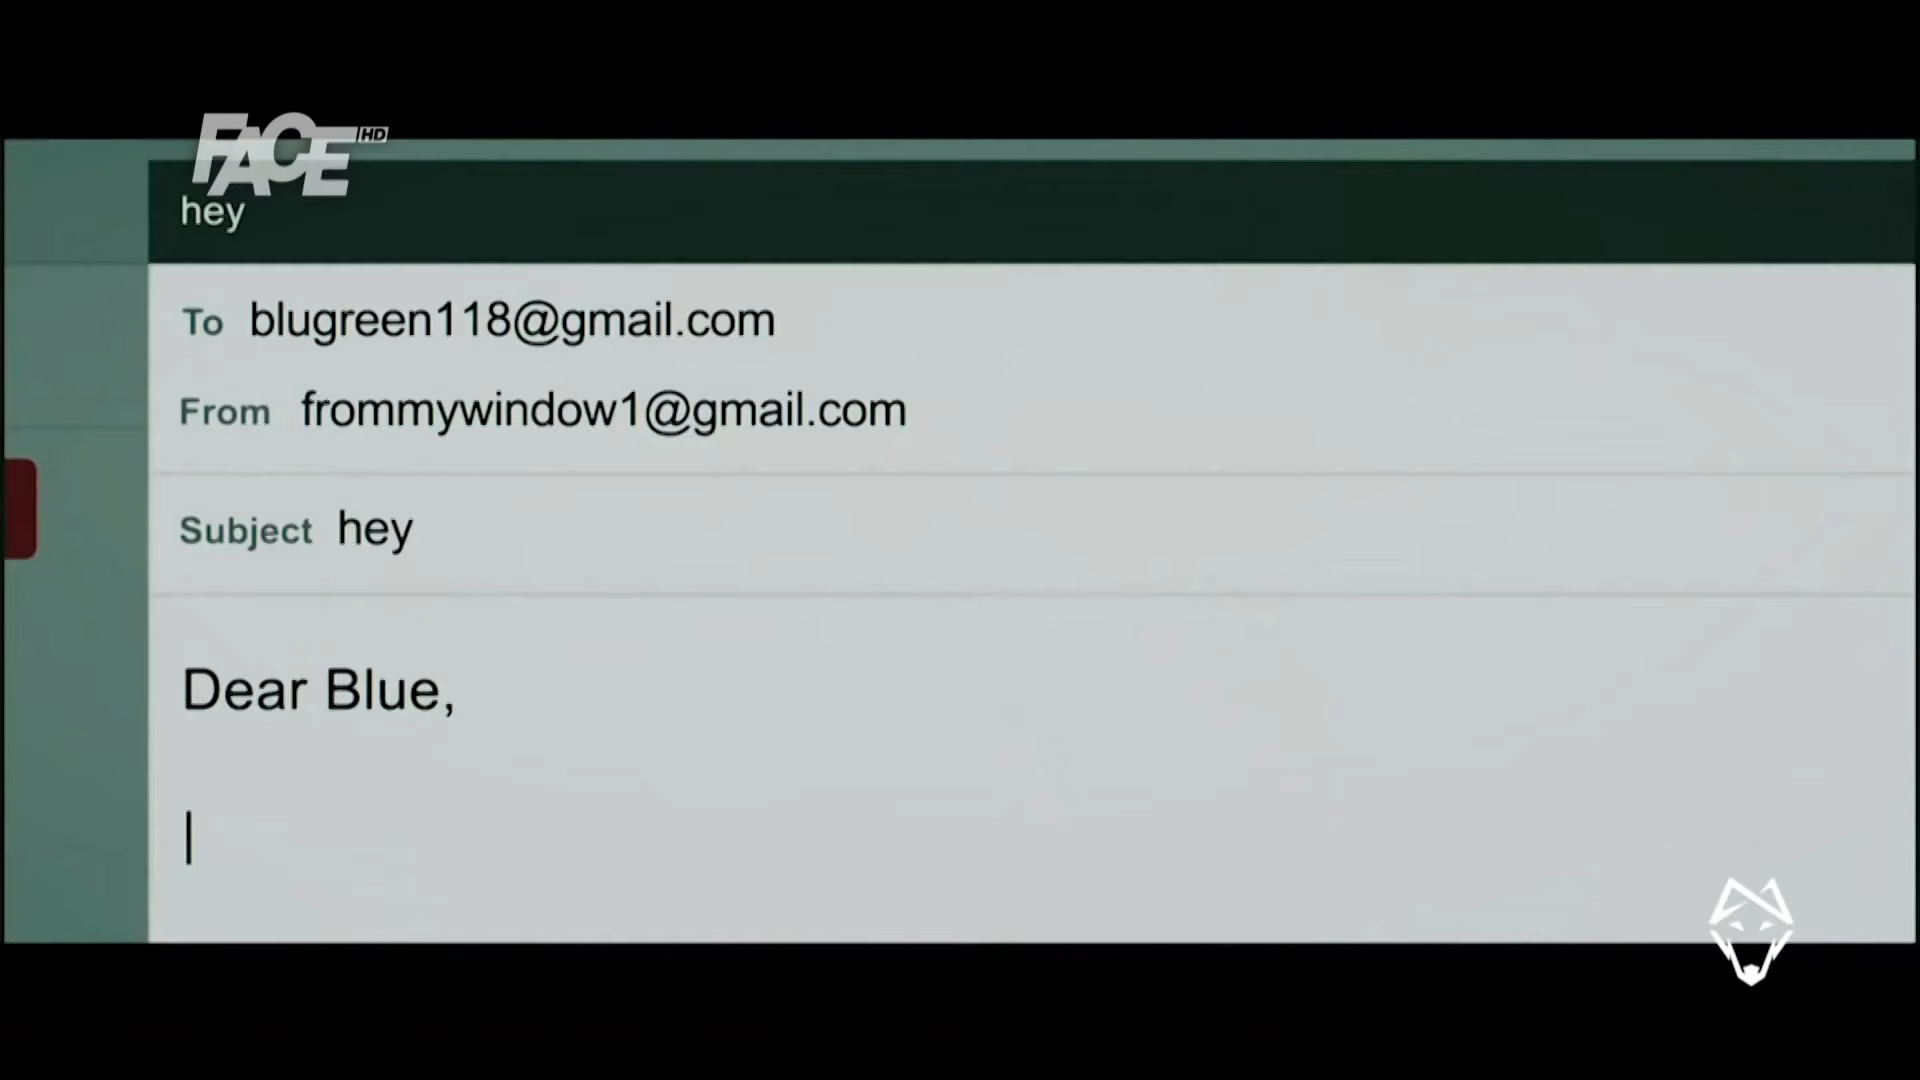 FACE HD
hey
To blugreen118@gmail.com
From frommywindow1@gmail.com
Subject hey
Dear Blue,